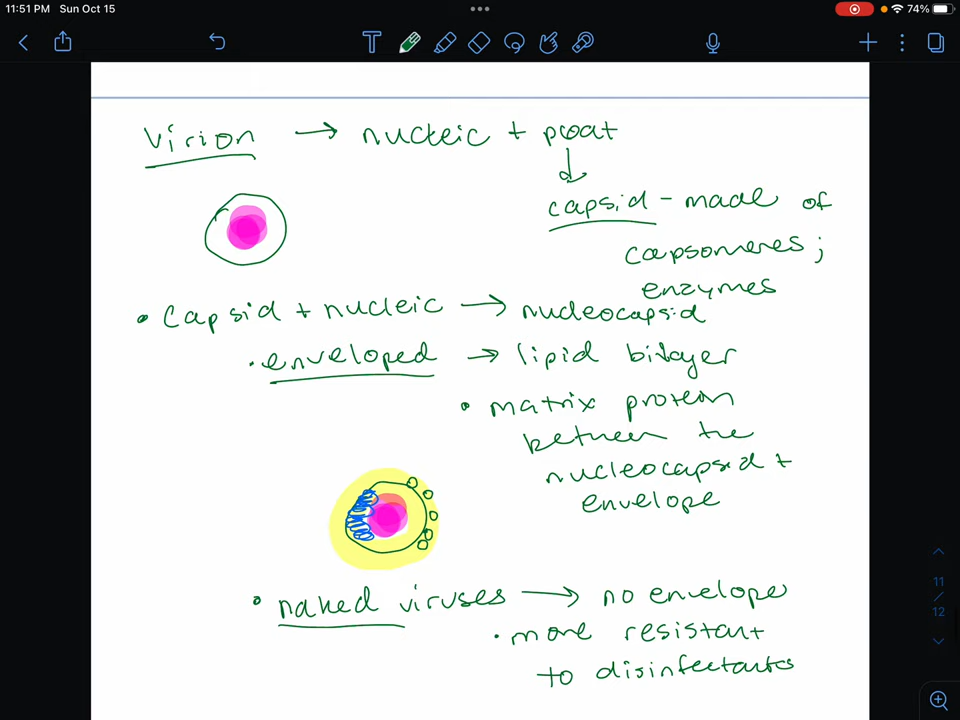 11:51 PM Sun Oct 15
74%
Virion → nucleic + pcoat
capsid - made of
capsomeres;
enzymes
• Capsid + nucleic → nucleocapsid
• enveloped → lipid bilayer
• matrix protein
between the
nucleocapsid +
envelope
• naked viruses → no envelope
• more resistant
to disinfectants
11
/
12